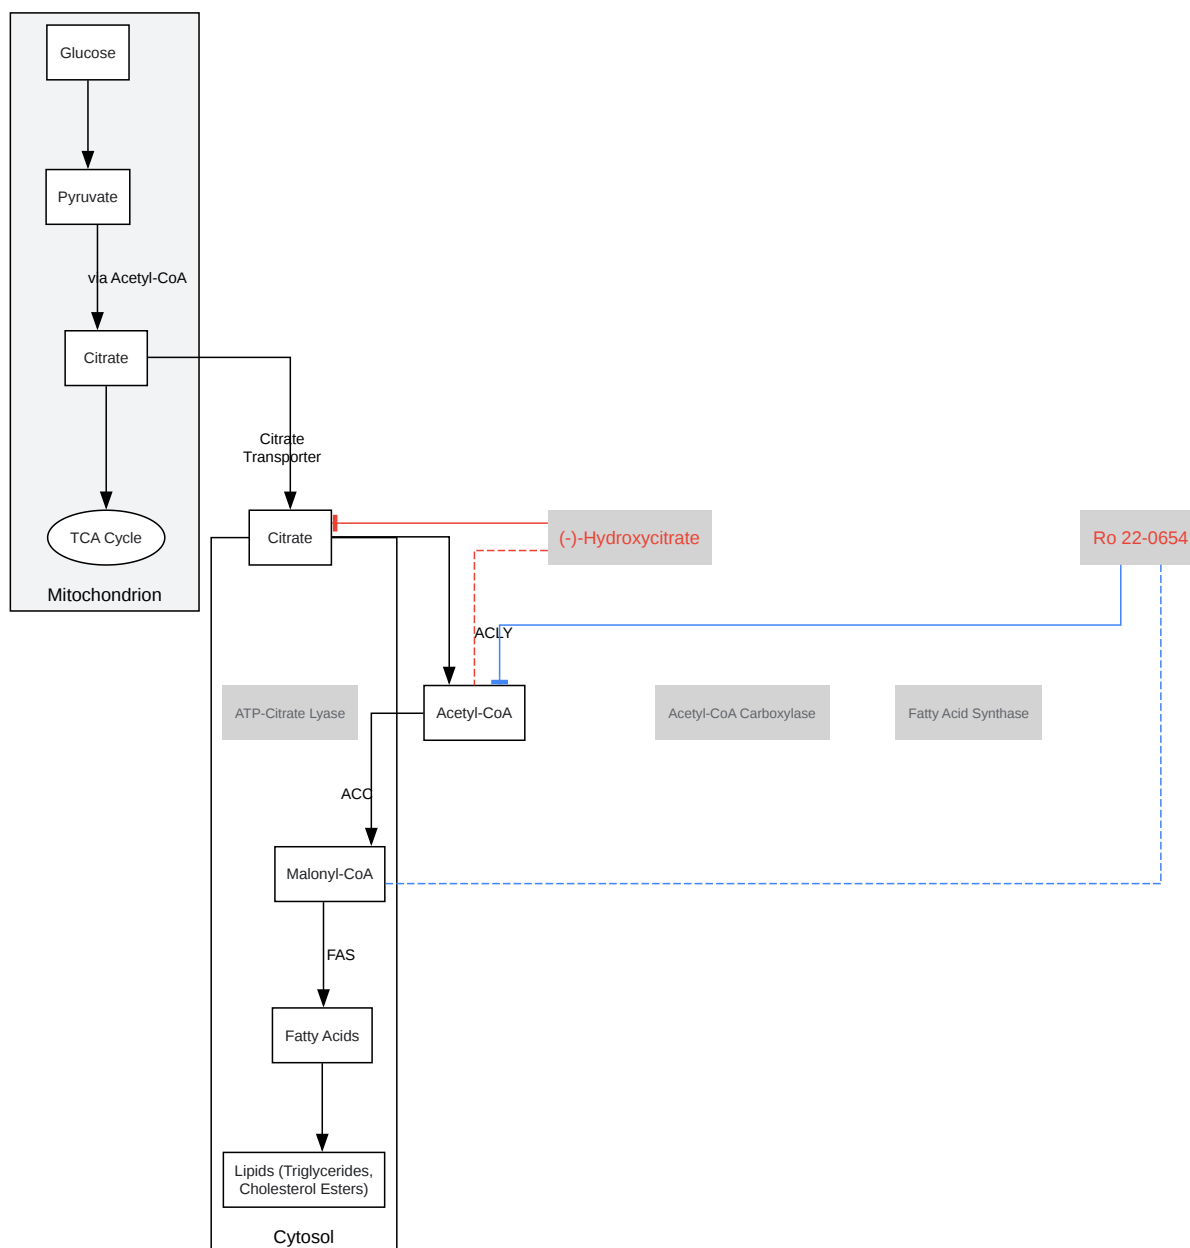 Glucose
Pyruvate
via Acetyl-CoA
Citrate
Citrate
Transporter
TCA Cycle
Mitochondrion
Citrate
(-)-Hydroxycitrate
Ro 22-0654
ACLY
ATP-Citrate Lyase
Acetyl-CoA
Acetyl-CoA Carboxylase
Fatty Acid Synthase
ACC
Malonyl-CoA
FAS
Fatty Acids
Lipids (Triglycerides,
Cholesterol Esters)
Cytosol